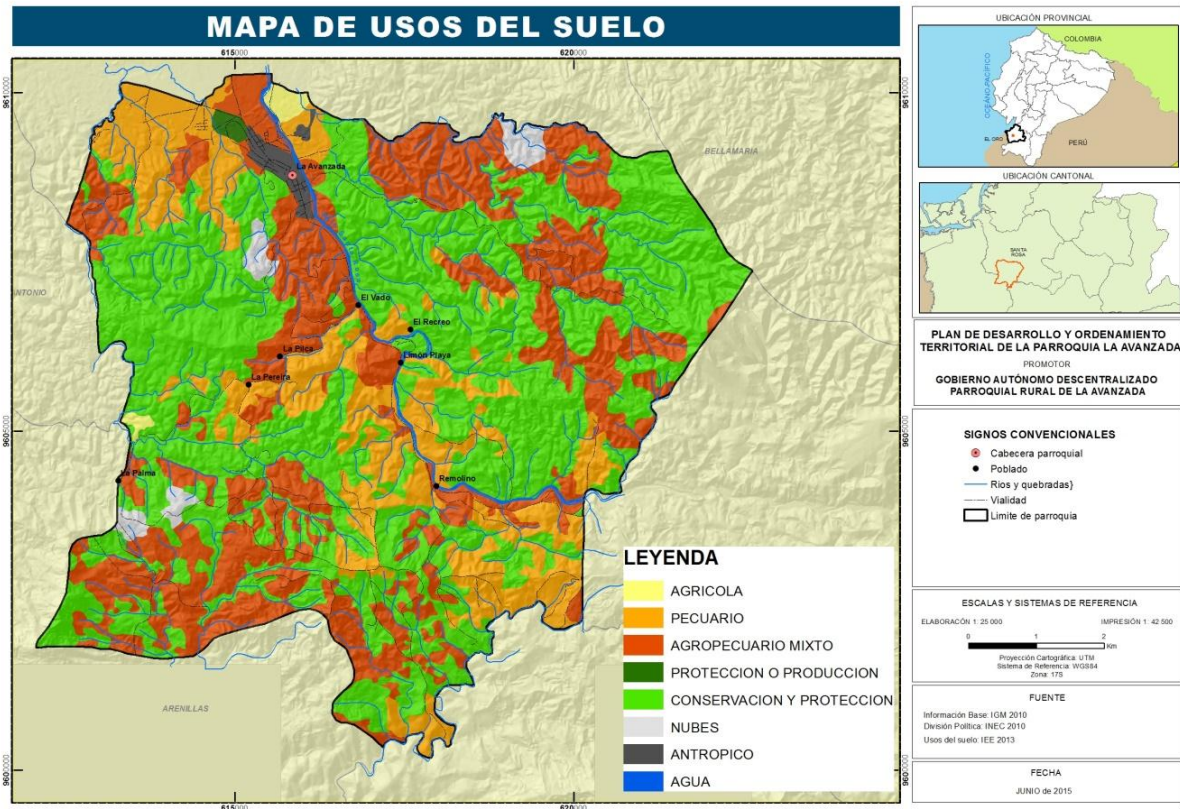 MAPA DE USOS DEL SUELO
615000
620000
9610000
9605000
9600000
615000
620000
9610000
9605000
9600000
BELLAMARIA
ANTONIO
ARENILLAS
La Avanzada
El Vado
El Recreo
La Pilca
Limón Playa
La Pereira
La Palma
Remolino
LEYENDA
AGRICOLA
PECUARIO
AGROPECUARIO MIXTO
PROTECCION O PRODUCCION
CONSERVACION Y PROTECCION
NUBES
ANTROPICO
AGUA
UBICACIÓN PROVINCIAL
COLOMBIA
OCEÁNO PACÍFICO
EL ORO
PERÚ
UBICACIÓN CANTONAL
SANTA
ROSA
PLAN DE DESARROLLO Y ORDENAMIENTO
TERRITORIAL DE LA PARROQUIA LA AVANZADA
PROMOTOR
GOBIERNO AUTÓNOMO DESCENTRALIZADO
PARROQUIAL RURAL DE LA AVANZADA
SIGNOS CONVENCIONALES
Cabecera parroquial
Poblado
Rios y quebradas}
Vialidad
Limite de parroquia
ESCALAS Y SISTEMAS DE REFERENCIA
ELABORACÓN 1: 25 000 IMPRESIÓN 1: 42 500
0 1 2
Km
Proyección Cartográfica: UTM
Sistema de Referencia: WGS84
Zona: 17S
FUENTE
Información Base: IGM 2010
División Política: INEC 2010
Usos del suelo: IEE 2013
FECHA
JUNIO de 2015